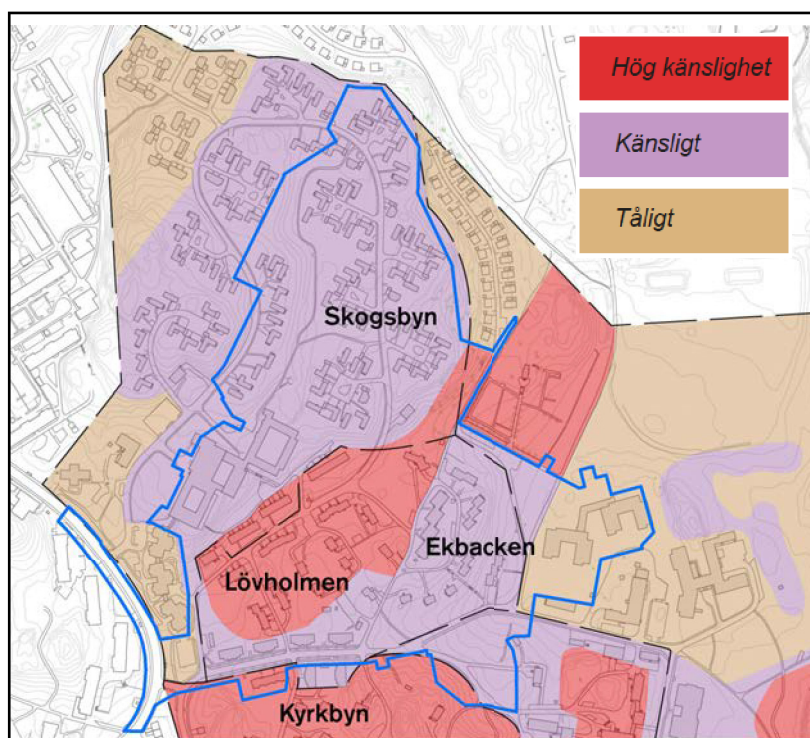 Hög känslighet
Känsligt
Tåligt
Skogsbyn
Ekbacken
Lövholmen
Kyrkbyn